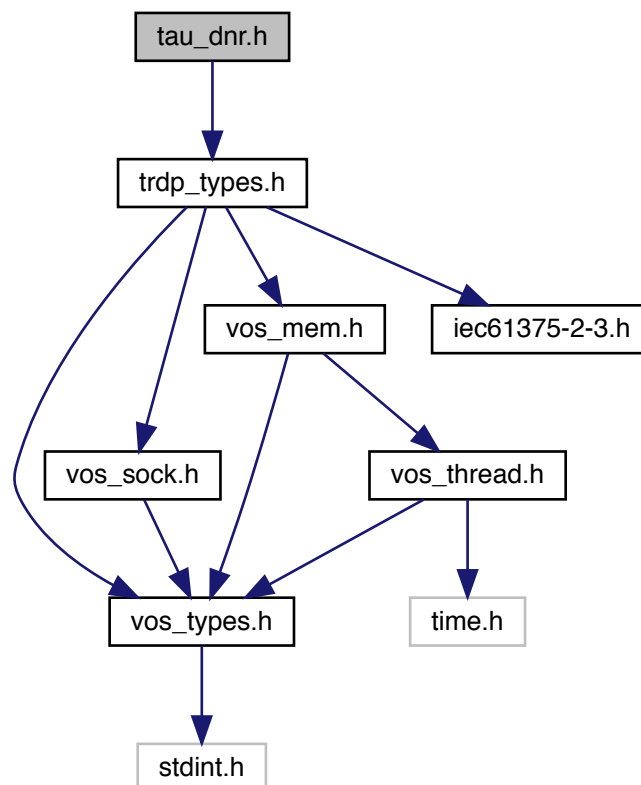 tau_dnr.h
trdp_types.h
vos_mem.h
iec61375-2-3.h
vos_sock.h
vos_thread.h
vos_types.h
time.h
stdint.h